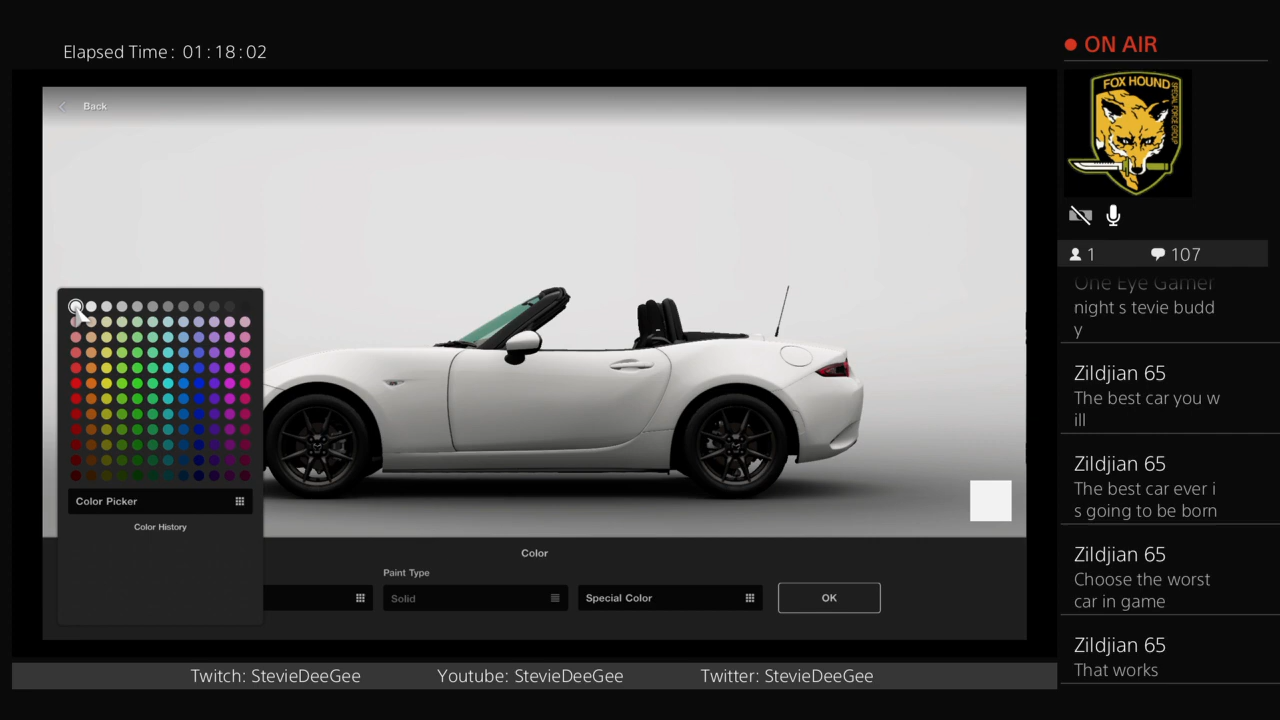 Elapsed Time: 01:18:02
ON AIR
FOX HOUND
SPECIAL FORCE GROUP
Back
1
107
One Eye Gamer
night s tevie budd
y
Zildjian 65
The best car you w
ill
Zildjian 65
The best car ever i
s going to be born
Zildjian 65
Choose the worst
car in game
Zildjian 65
That works
Color Picker
Color History
Color
Paint Type
Solid
Special Color
OK
Twitch: StevieDeeGee
Youtube: StevieDeeGee
Twitter: StevieDeeGee